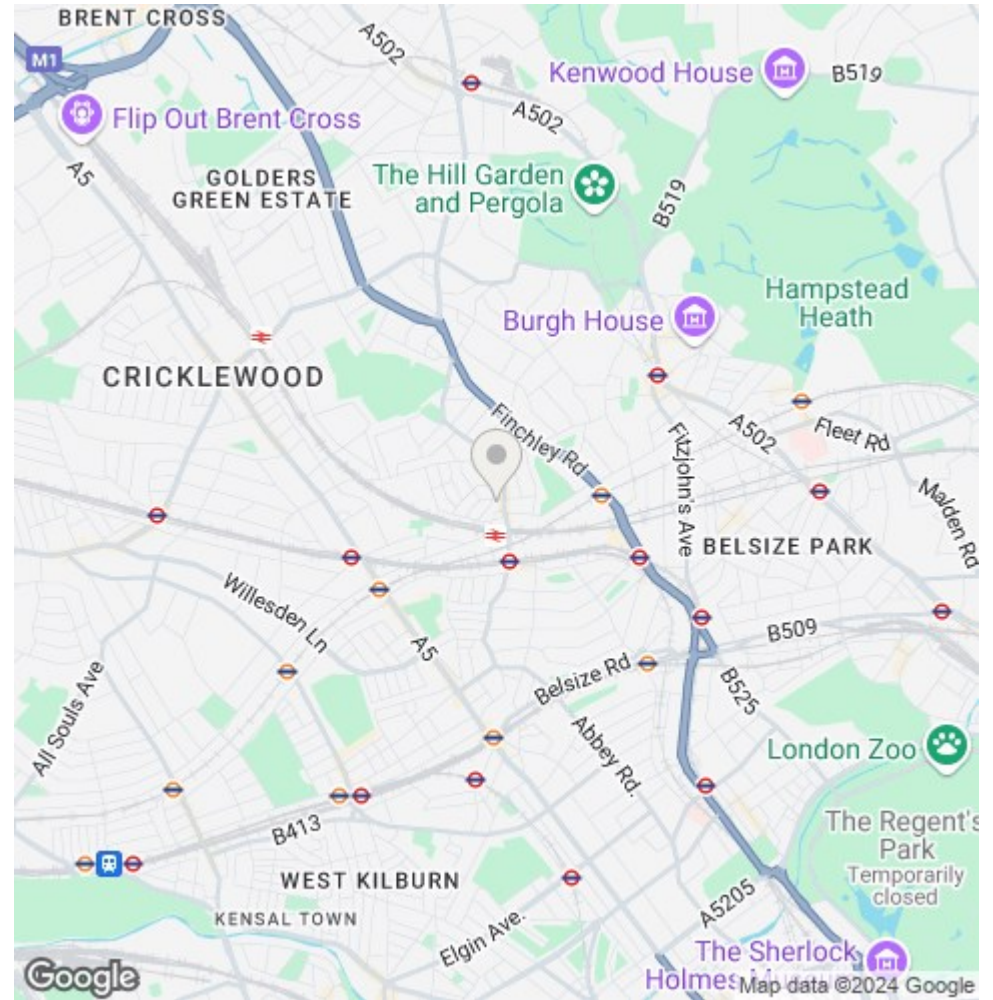 BRENT CROSS
A502
M1
Kenwood House
B519
A502
Flip Out Brent Cross
A5
GOLDERS
GREEN ESTATE
The Hill Garden
and Pergola
B519
Hampstead
Heath
Burgh House
CRICKLEWOOD
Finchley Rd
A502
Fleet Rd
Fitzjohn's Ave
Malden Rd
BELSIZE PARK
Willesden Ln
A5
B509
Belsize Rd
B525
All Souls Ave
Abbey Rd.
London Zoo
B413
The Regent's
Park
Temporarily
closed
WEST KILBURN
KENSAL TOWN
A5205
Elgin Ave.
The Sherlock
Holmes
Google
Map data ©2024 Google